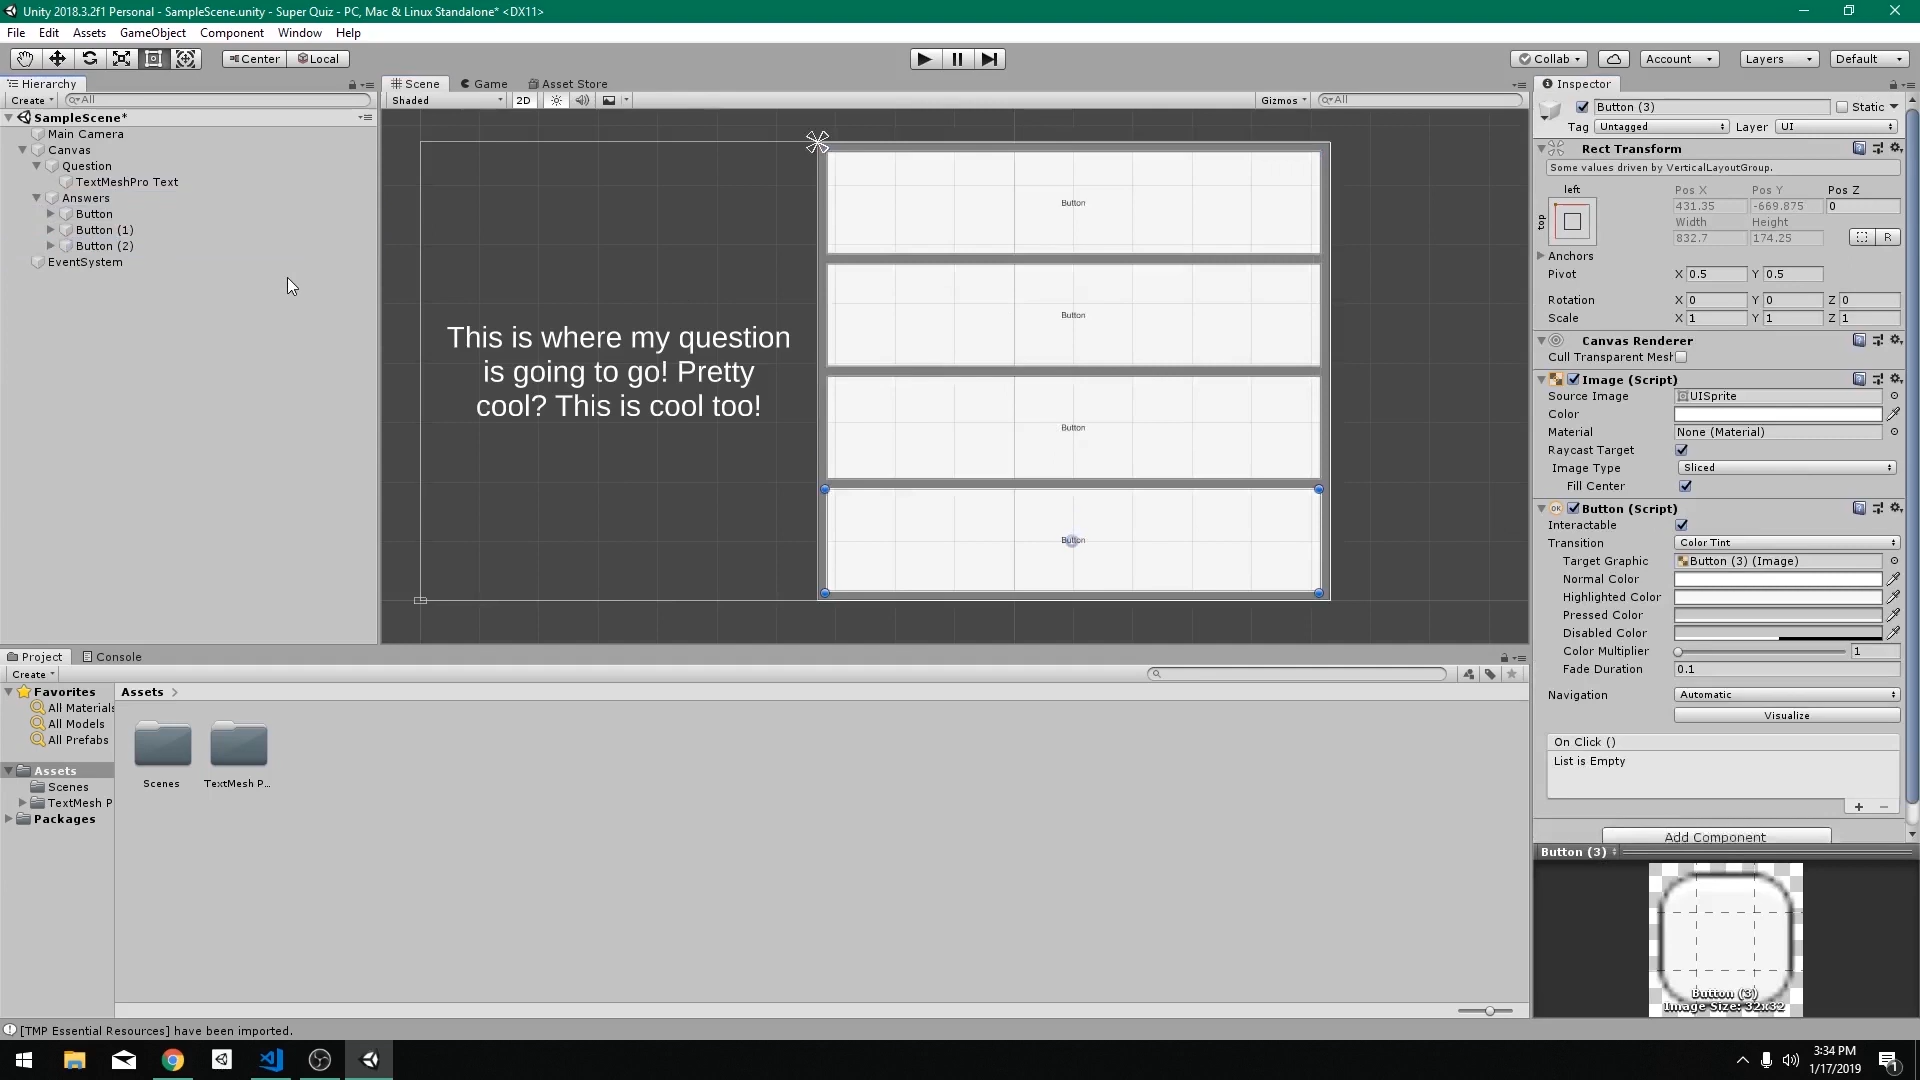 Unity 2018.3.2f1 Personal - SampleScene.unity - Super Quiz - PC, Mac & Linux Standalone* <DX11>
File Edit Assets GameObject Component Window Help
Center Local Collab Account Layers Default
Hierarchy
Create All
SampleScene*
Main Camera
Canvas
Question
TextMeshPro Text
Answers
Button
Button (1)
Button (2)
EventSystem
Scene Game Asset Store
Shaded 2D Gizmos All
This is where my question
is going to go! Pretty
cool? This is cool too!
Button
Button
Button
Button
Inspector
Button (3) Static
Tag Untagged Layer UI
Rect Transform
Some values driven by VerticalLayoutGroup.
left Pos X Pos Y Pos Z
top 431.35 -669.875 0
Width Height
832.7 174.25 R
Anchors
Pivot X 0.5 Y 0.5
Rotation X 0 Y 0 Z 0
Scale X 1 Y 1 Z 1
Canvas Renderer
Cull Transparent Mesh
Image (Script)
Source Image UISprite
Color
Material None (Material)
Raycast Target
Image Type Sliced
Fill Center
OK Button (Script)
Interactable
Transition Color Tint
Target Graphic Button (3) (Image)
Normal Color
Highlighted Color
Pressed Color
Disabled Color
Color Multiplier 1
Fade Duration 0.1
Navigation Automatic
Visualize
On Click ()
List is Empty
+ −
Add Component
Button (3)
Button (3)
Image Size: 32x32
Project Console
Create
Favorites
All Materials
All Models
All Prefabs
Assets
Scenes
TextMesh P
Packages
Assets
Scenes TextMesh P...
[TMP Essential Resources] have been imported.
3:34 PM
1/17/2019
1